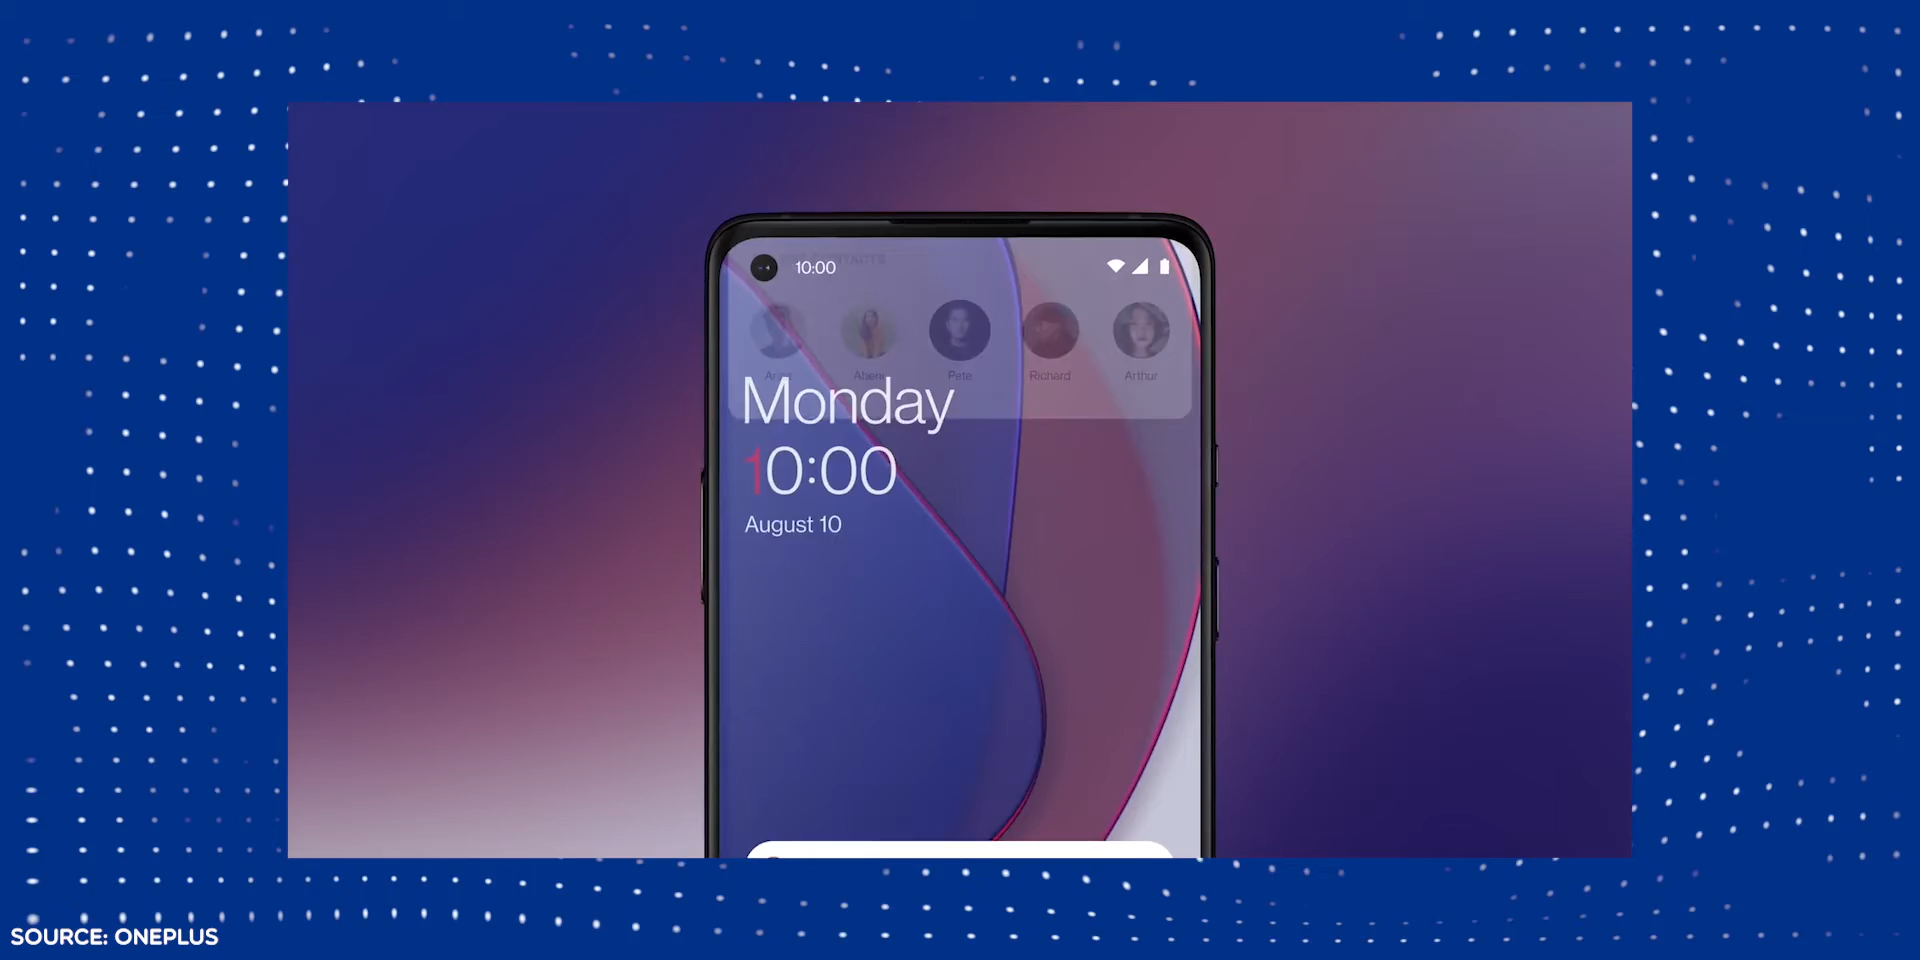 10:00
Pete
Richard
Arthur
Monday
10:00
August 10
SOURCE: ONEPLUS